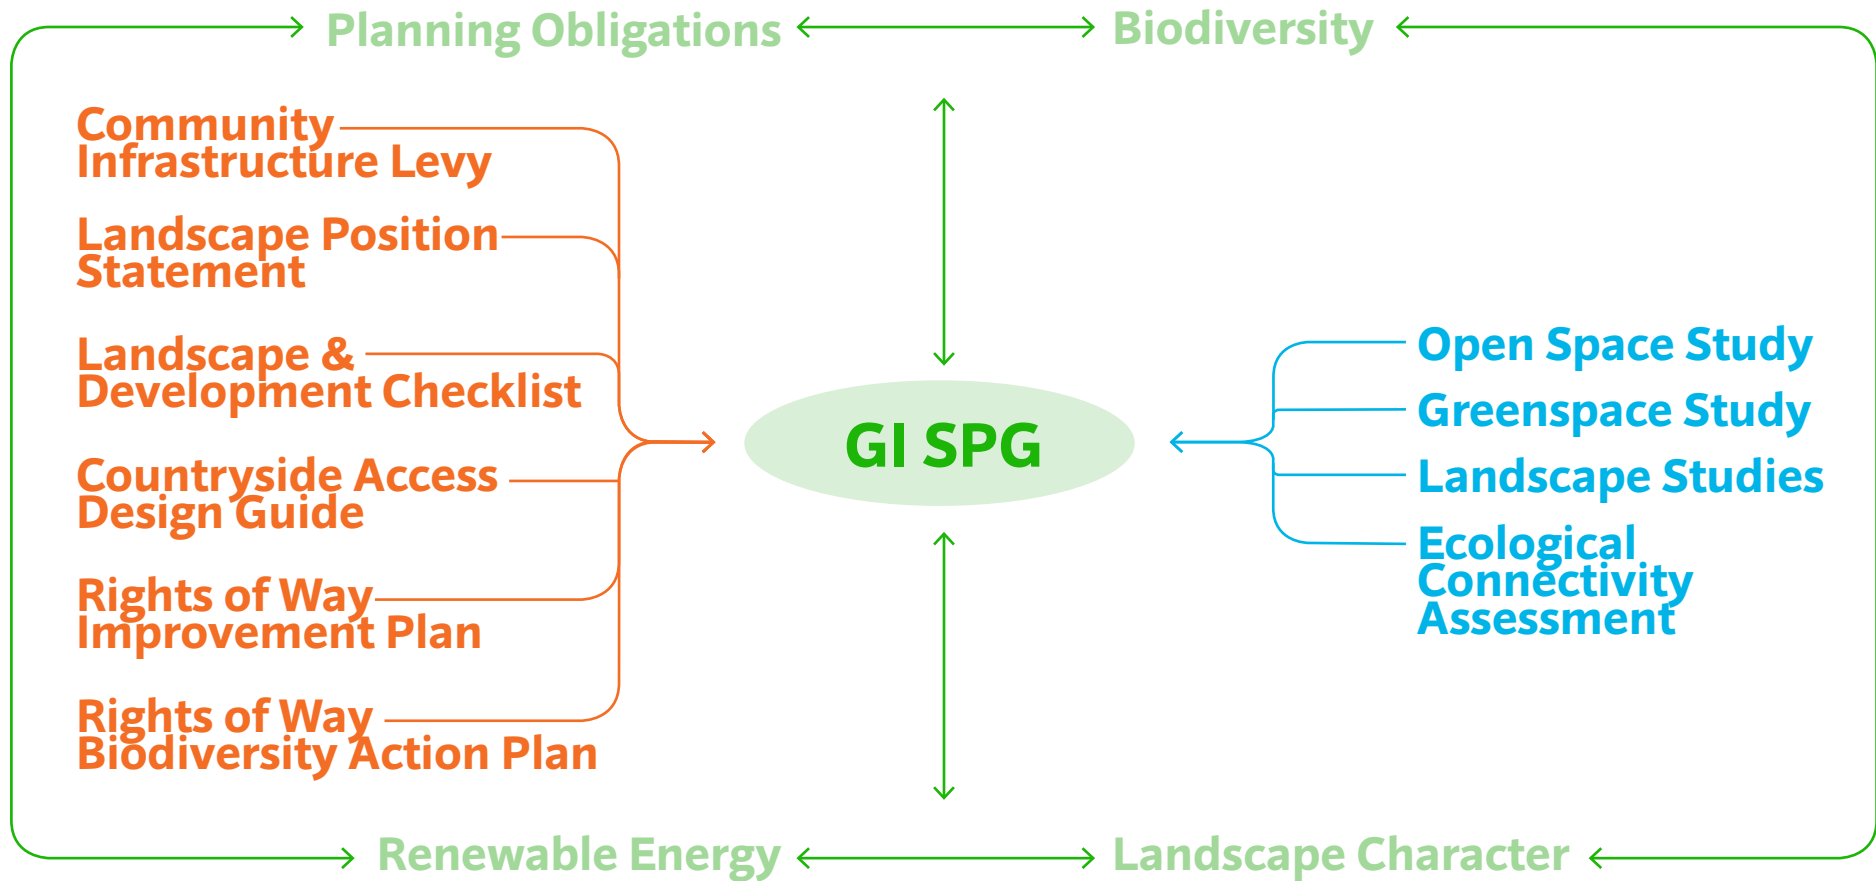 Planning Obligations
Biodiversity
Community
Infrastructure Levy
Landscape Position
Statement
Landscape &
Development Checklist
Countryside Access
Design Guide
Rights of Way
Improvement Plan
Rights of Way
Biodiversity Action Plan
GI SPG
Open Space Study
Greenspace Study
Landscape Studies
Ecological
Connectivity
Assessment
Renewable Energy
Landscape Character